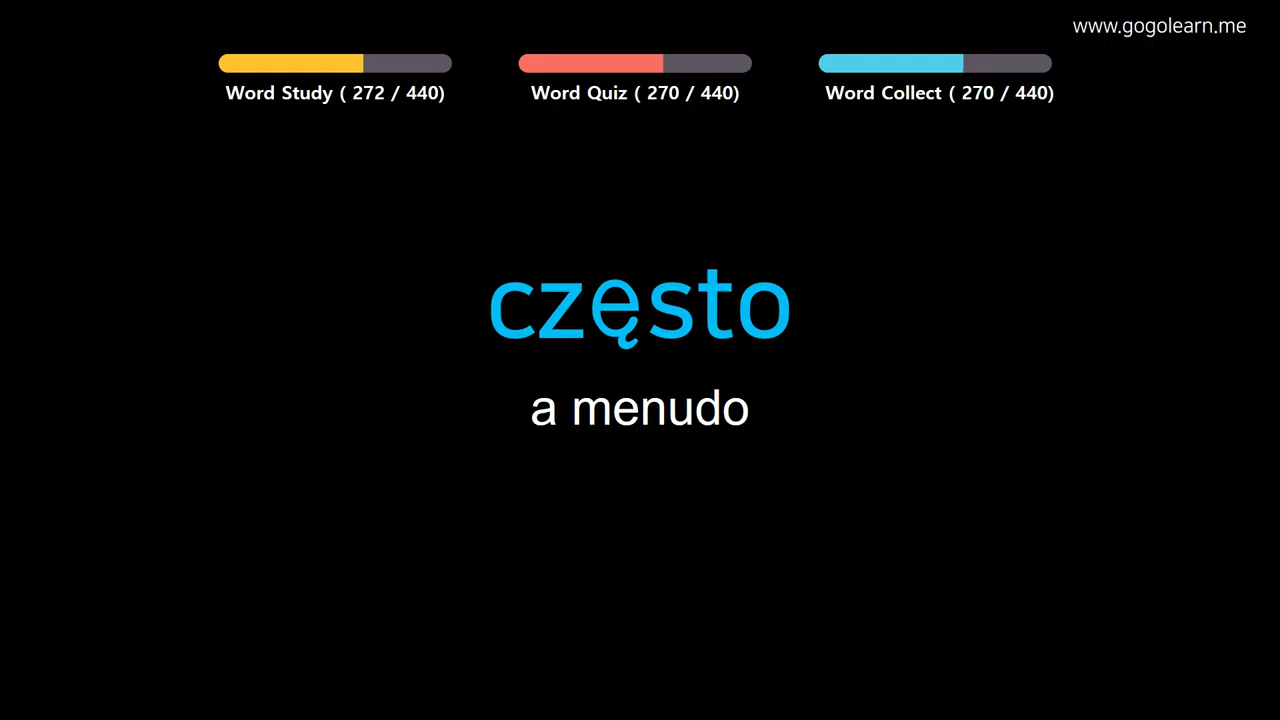 www.gogolearn.me
Word Study ( 272 / 440)
Word Quiz ( 270 / 440)
Word Collect ( 270 / 440)
często
a menudo